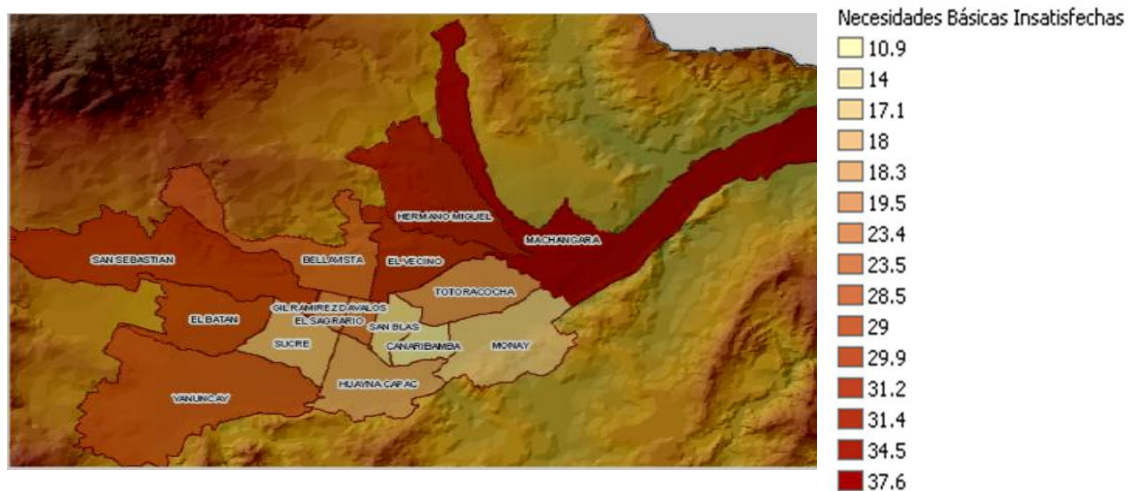 Necesidades Básicas Insatisfechas
10.9
14
17.1
18
18.3
19.5
23.4
23.5
28.5
29
29.9
31.2
31.4
34.5
37.6
HERMANO MIGUEL
MACHANGARA
SAN SEBASTIAN
BELLAVISTA
EL VECINO
TOTORACOCHA
GIL RAMIREZ DAVALOS
EL BATAN
EL SAGRARIO
SAN BLAS
SUCRE
CANARIBAMBA
MONAY
HUAYNA CAPAC
YANUNCAY